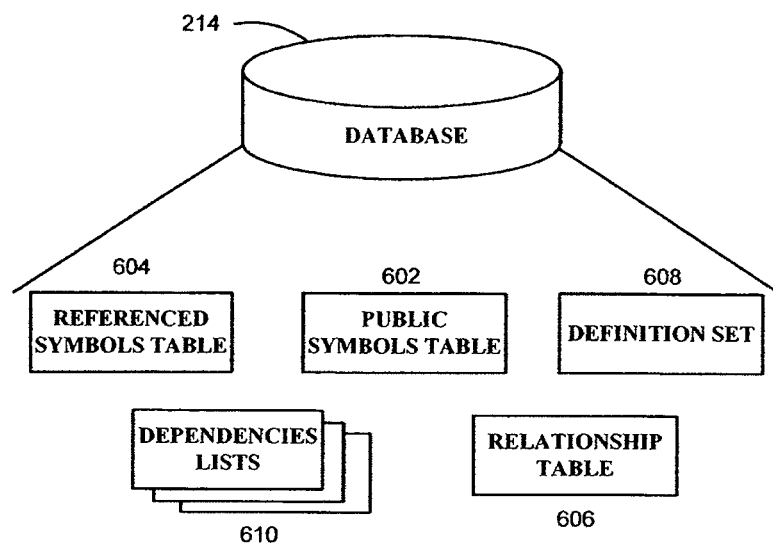 214
DATABASE
604
602
608
REFERENCED
SYMBOLS TABLE
PUBLIC
SYMBOLS TABLE
DEFINITION SET
DEPENDENCIES
LISTS
RELATIONSHIP
TABLE
610
606